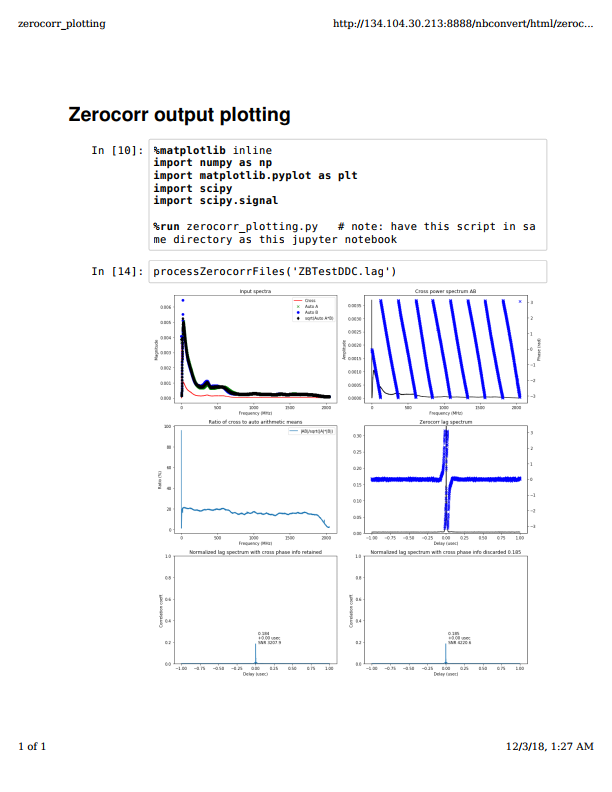 zerocorr_plotting
http://134.104.30.213:8888/nbconvert/html/zeroc...
Zerocorr output plotting
In [10]:
%matplotlib inline
import numpy as np
import matplotlib.pyplot as plt
import scipy
import scipy.signal
%run zerocorr_plotting.py # note: have this script in sa
me directory as this jupyter notebook
In [14]:
processZerocorrFiles('ZBTestDDC.lag')
Input spectra
Cross
Auto A
Auto B
sqrt(Auto A*B)
Magnitude
0.006
0.005
0.004
0.003
0.002
0.001
0.000
0 500 1000 1500 2000
Frequency (MHz)
Cross power spectrum AB
Amplitude
0.0035
0.0030
0.0025
0.0020
0.0015
0.0010
0.0005
0.0000
3
2
1
0
−1
−2
−3
Phase (rad)
0 500 1000 1500 2000
Frequency (MHz)
Ratio of cross to auto arithmetic means
Ratio (%)
100
80
60
40
20
0
0 500 1000 1500 2000
Frequency (MHz)
Zerocorr lag spectrum
0.30
0.25
0.20
0.15
0.10
0.05
0.00
3
2
1
0
−1
−2
−3
−1.00 −0.75 −0.50 −0.25 0.00 0.25 0.50 0.75 1.00
Delay (usec)
Normalized lag spectrum with cross phase info retained
Correlation coeff.
1.0
0.8
0.6
0.4
0.2
0.0
0.184
+0.00 usec
SNR 3207.9
−1.00 −0.75 −0.50 −0.25 0.00 0.25 0.50 0.75 1.00
Delay (usec)
Normalized lag spectrum with cross phase info discarded 0.185
Correlation coeff.
1.0
0.8
0.6
0.4
0.2
0.0
0.185
+0.00 usec
−1.00 −0.75 −0.50 −0.25 0.00 0.25 0.50 0.75 1.00
Delay (usec)
1 of 1
12/3/18, 1:27 AM